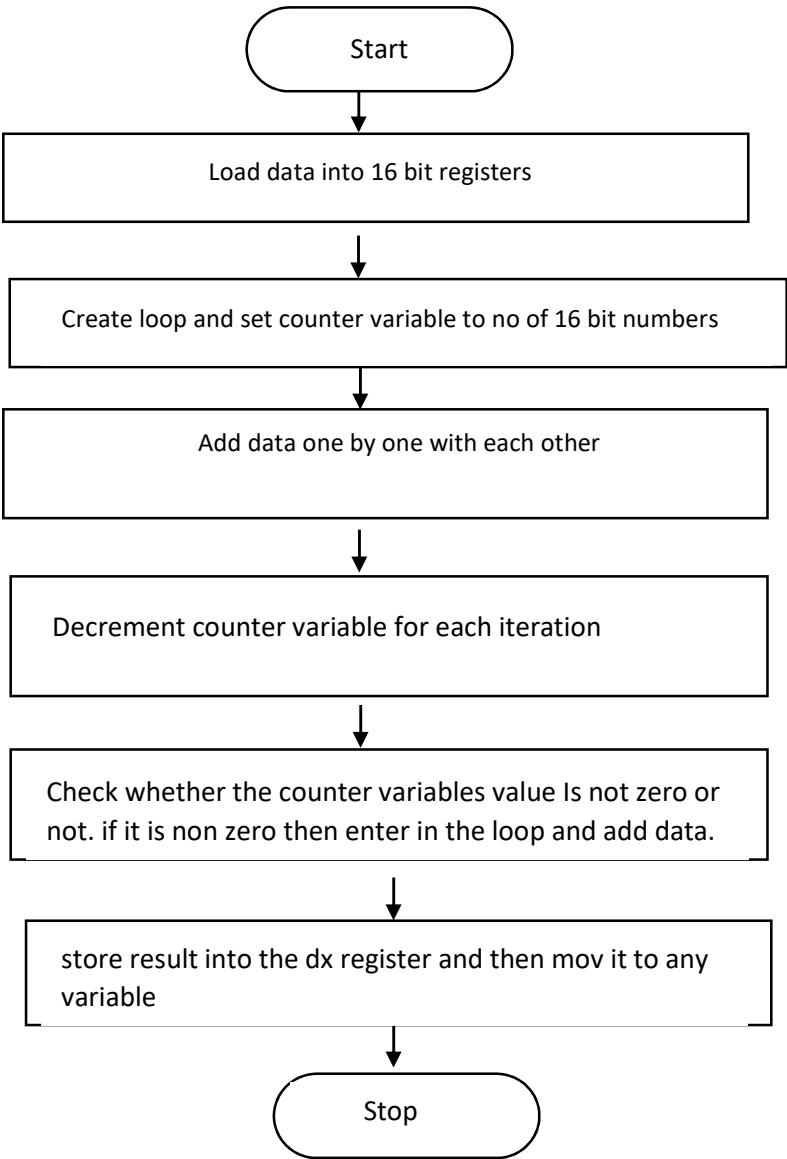 Start
Load data into 16 bit registers
Create loop and set counter variable to no of 16 bit numbers
Add data one by one with each other
Decrement counter variable for each iteration
Check whether the counter variables value Is not zero or
not. if it is non zero then enter in the loop and add data.
store result into the dx register and then mov it to any
variable
Stop